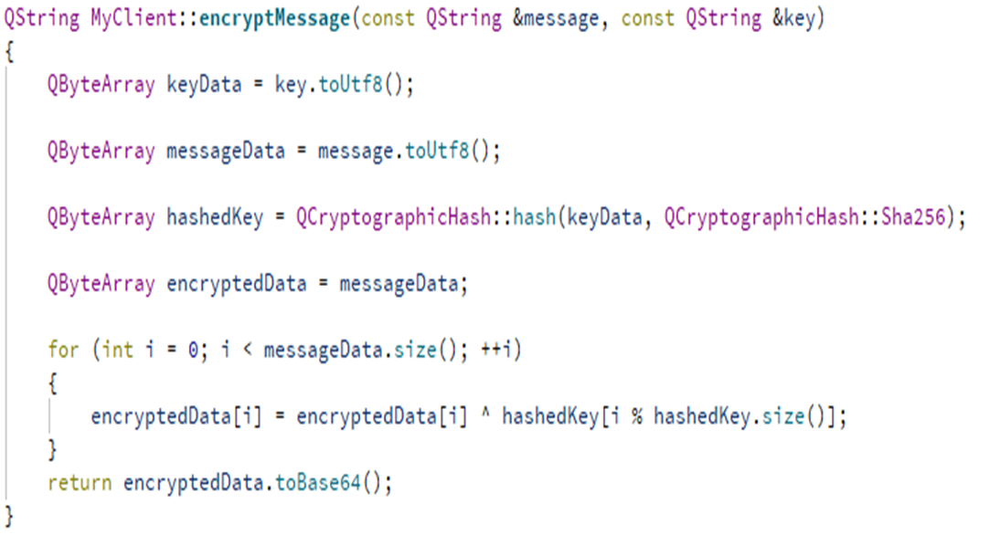 QString MyClient::encryptMessage(const QString &message, const QString &key)
{
    QByteArray keyData = key.toUtf8();
    QByteArray messageData = message.toUtf8();
    QByteArray hashedKey = QCryptographicHash::hash(keyData, QCryptographicHash::Sha256);
    QByteArray encryptedData = messageData;
    for (int i = 0; i < messageData.size(); ++i)
    {
        encryptedData[i] = encryptedData[i] ^ hashedKey[i % hashedKey.size()];
    }
    return encryptedData.toBase64();
}